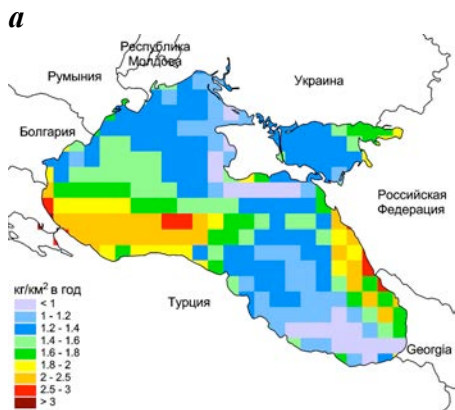 а
Республика
Молдова
Румыния
Украина
Болгария
Российская
Федерация
Турция
Georgia
кг/км² в год
< 1
1 - 1.2
1.2 - 1.4
1.4 - 1.6
1.6 - 1.8
1.8 - 2
2 - 2.5
2.5 - 3
> 3